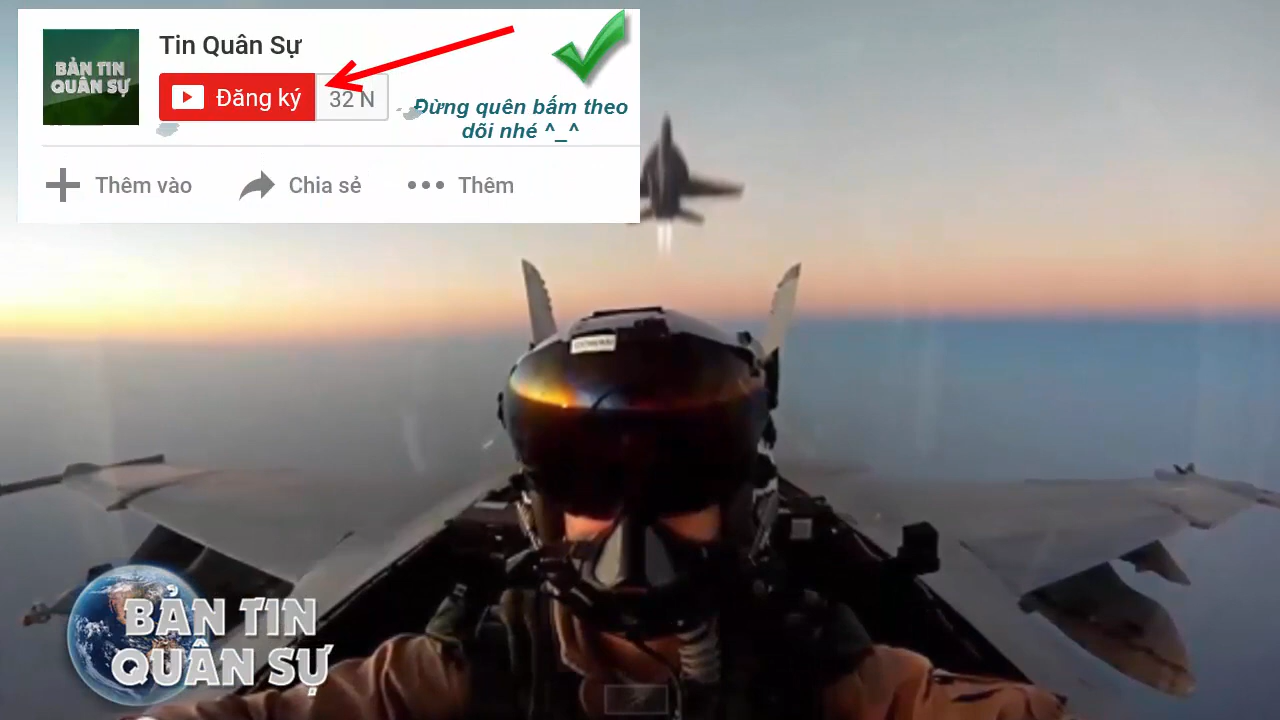 Tin Quân Sự
BẢN TIN
QUÂN SỰ
Đăng ký
32 N
Đừng quên bấm theo
dõi nhé ^_^
Thêm vào
Chia sẻ
Thêm
BẢN TIN
QUÂN SỰ